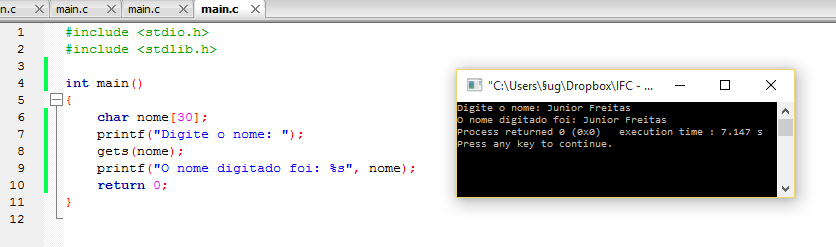 n.c main.c main.c main.c
1 #include <stdio.h>
2 #include <stdlib.h>
3
4 int main()
5 {
6 char nome[30];
7 printf("Digite o nome: ");
8 gets(nome);
9 printf("O nome digitado foi: %s", nome);
10 return 0;
11 }
12
"C:\Users\§ug\Dropbox\IFC - ...
Digite o nome: Junior Freitas
O nome digitado foi: Junior Freitas
Process returned 0 (0x0) execution time : 7.147 s
Press any key to continue.